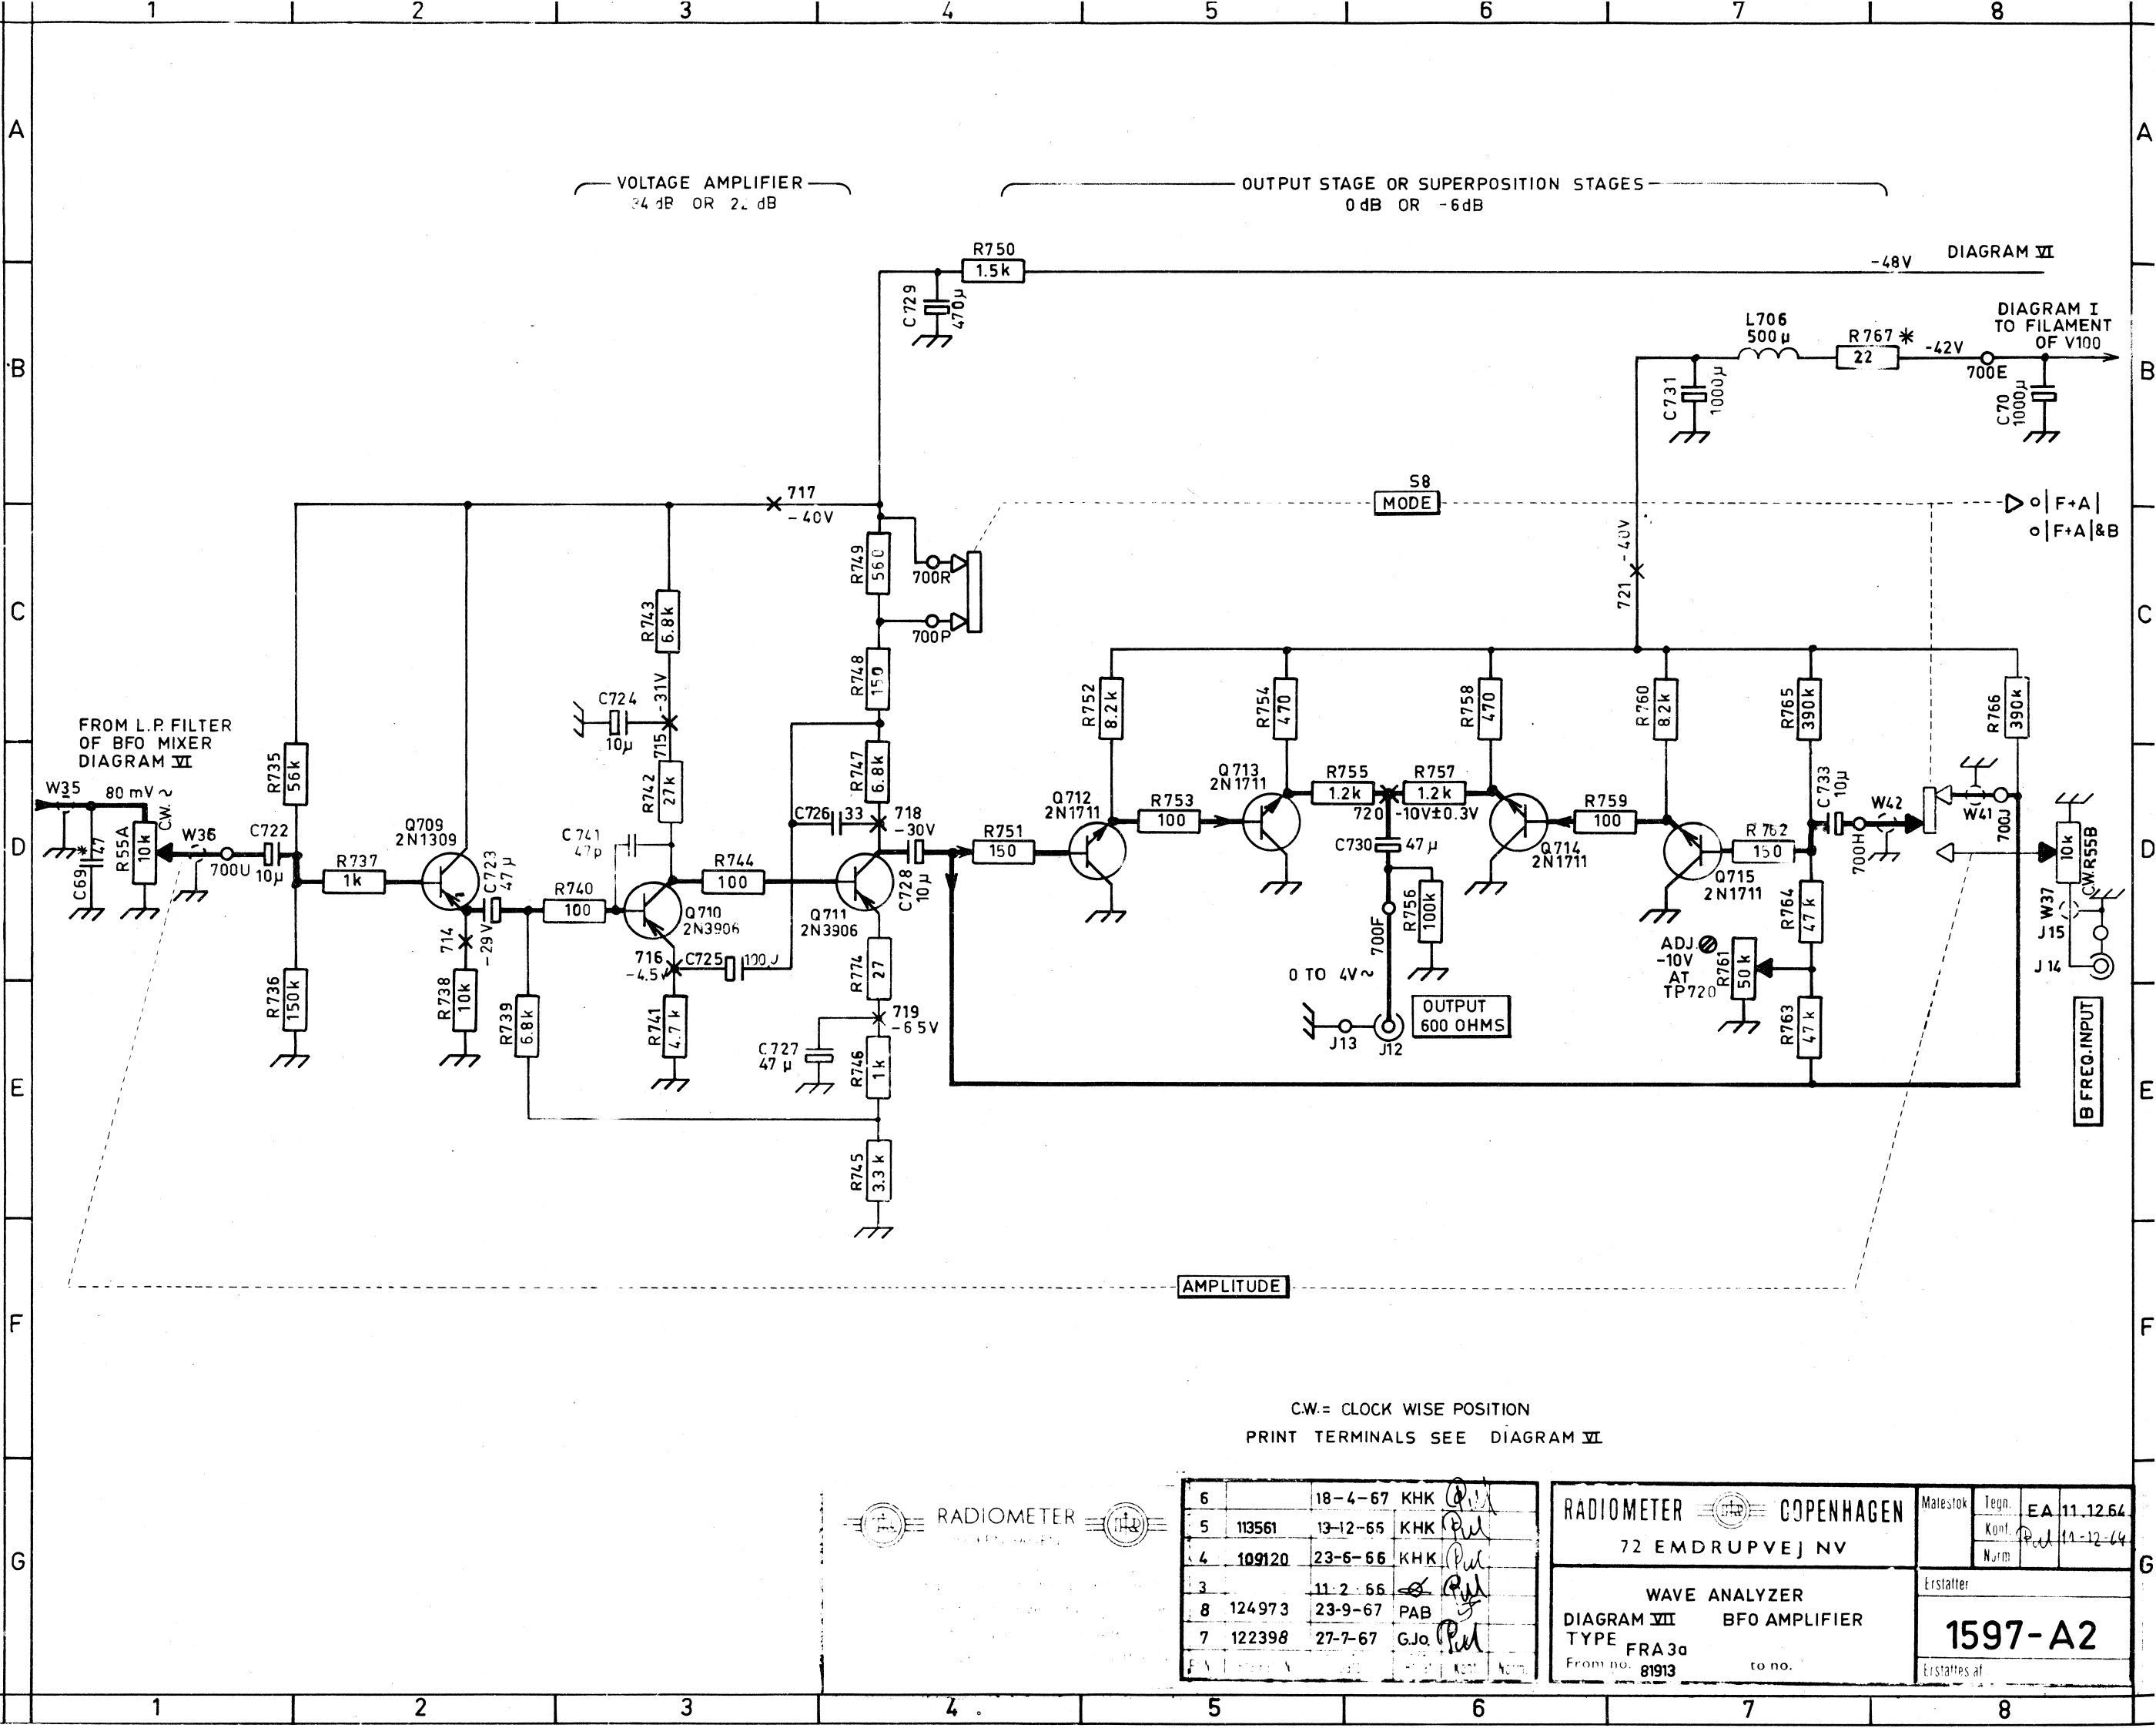 1 2 3 4 5 6 7 8
A A
VOLTAGE AMPLIFIER
34 dB OR 22 dB
OUTPUT STAGE OR SUPERPOSITION STAGES
0 dB OR -6 dB
R750
1.5k
-48V
DIAGRAM VI
C729
470µ
B B
L706
500µ
R767 *
22
-42V
700E
DIAGRAM I
TO FILAMENT
OF V100
C731
1000µ
C70
1000µ
717
-40V
S8
MODE
o|F+A|
o|F+A|&B
C C
R749
560
700R
700P
R743
6.8k
R748
150
721
-40V
C724
10µ
-31V
715
R752
8.2k
R754
470
R758
470
R760
8.2k
R765
390k
R766
390k
FROM L.P. FILTER
OF BFO MIXER
DIAGRAM VI
D D
W35
80 mV ~
C.W.
C69
*
47
R55A
10k
W36
700U
C722
10µ
R735
56k
R737
1k
Q709
2N1309
C723
47µ
714
-29V
R742
27k
C741
47p
R740
100
R744
100
Q710
2N3906
R747
6.8k
C726
33
718
-30V
Q711
2N3906
C728
10µ
R751
150
Q712
2N1711
R753
100
Q713
2N1711
R755
1.2k
R757
1.2k
720
-10V±0.3V
C730
47µ
Q714
2N1711
R759
100
Q715
2N1711
R762
150
C733
10µ
700H
W42
W41
700J
10k
C.W. R55B
W37
J15
J14
716
-4.5V
C725
100µ
R774
27
700F
R756
100k
R764
47k
ADJ.
-10V
AT
TP720
R761
50k
R736
150k
R738
10k
R739
6.8k
R741
4.7k
719
-6.5V
C727
47µ
R746
1k
0 TO 4V ~
J13
J12
OUTPUT
600 OHMS
R763
47k
B FREQ. INPUT
E E
R745
3.3k
AMPLITUDE
F F
C.W. = CLOCK WISE POSITION
PRINT TERMINALS SEE DIAGRAM VI
RADIOMETER
G G
6 18-4-67 KHK
5 113561 13-12-66 KHK
4 109120 23-6-66 KHK
3 11.2.66
8 124973 23-9-67 PAB
7 122398 27-7-67 G.Jo.
RADIOMETER COPENHAGEN
72 EMDRUPVEJ NV
WAVE ANALYZER
DIAGRAM VII BFO AMPLIFIER
TYPE FRA3a
From no. 81913 to no.
Malestok
Tegn. EA 11.12.64
Konf. 11-12-64
Norm
Erstatter
1597-A2
Erstattes af
1 2 3 4 5 6 7 8